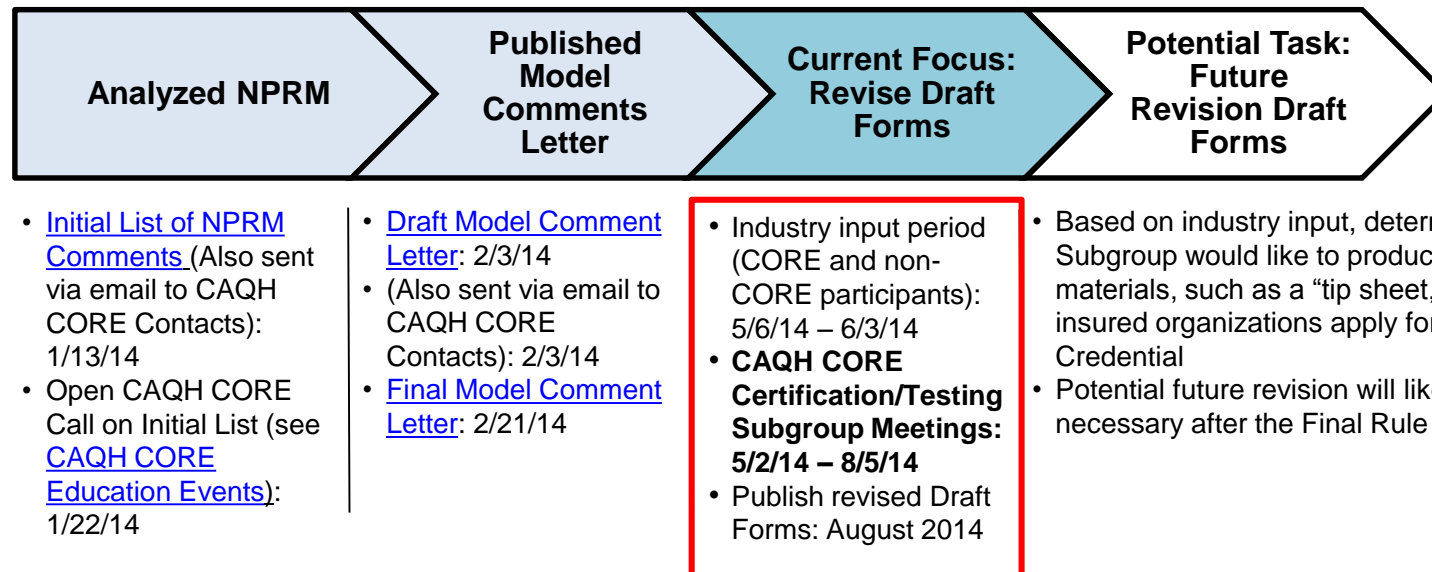 Analyzed NPRM
Published
Model
Comments
Letter
Current Focus:
Revise Draft
Forms
Potential Task:
Future
Revision Draft
Forms
• Initial List of NPRM
Comments (Also sent
via email to CAQH
CORE Contacts):
1/13/14
• Open CAQH CORE
Call on Initial List (see
CAQH CORE
Education Events):
1/22/14
• Draft Model Comment
Letter: 2/3/14
• (Also sent via email to
CAQH CORE
Contacts): 2/3/14
• Final Model Comment
Letter: 2/21/14
• Industry input period
(CORE and non-
CORE participants):
5/6/14 – 6/3/14
• CAQH CORE
Certification/Testing
Subgroup Meetings:
5/2/14 – 8/5/14
• Publish revised Draft
Forms: August 2014
• Based on industry input,
Subgroup would like to
materials, such as a “tip sheet,
insured organizations apply
Credential
• Potential future revision will
necessary after the Final Rule